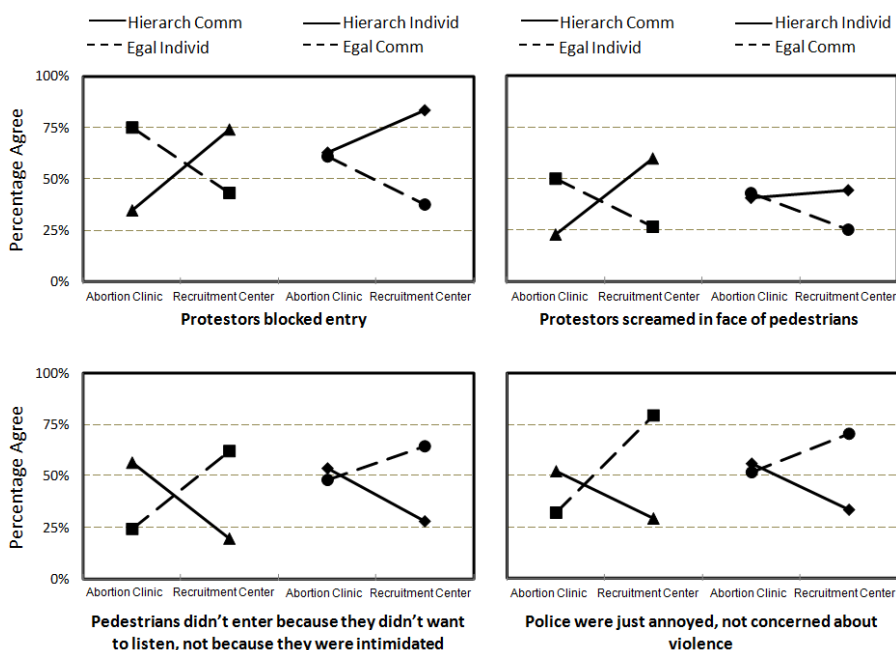 Hierarch Comm Hierarch Individ Hierarch Comm Hierarch Individ
Egal Individ Egal Comm Egal Individ Egal Comm
Percentage Agree
100%
75%
50%
25%
0%
Abortion Clinic Recruitment Center Abortion Clinic Recruitment Center
Protestors blocked entry
Abortion Clinic Recruitment Center Abortion Clinic Recruitment Center
Protestors screamed in face of pedestrians
Percentage Agree
100%
75%
50%
25%
0%
Abortion Clinic Recruitment Center Abortion Clinic Recruitment Center
Pedestrians didn’t enter because they didn’t want
to listen, not because they were intimidated
Abortion Clinic Recruitment Center Abortion Clinic Recruitment Center
Police were just annoyed, not concerned about
violence